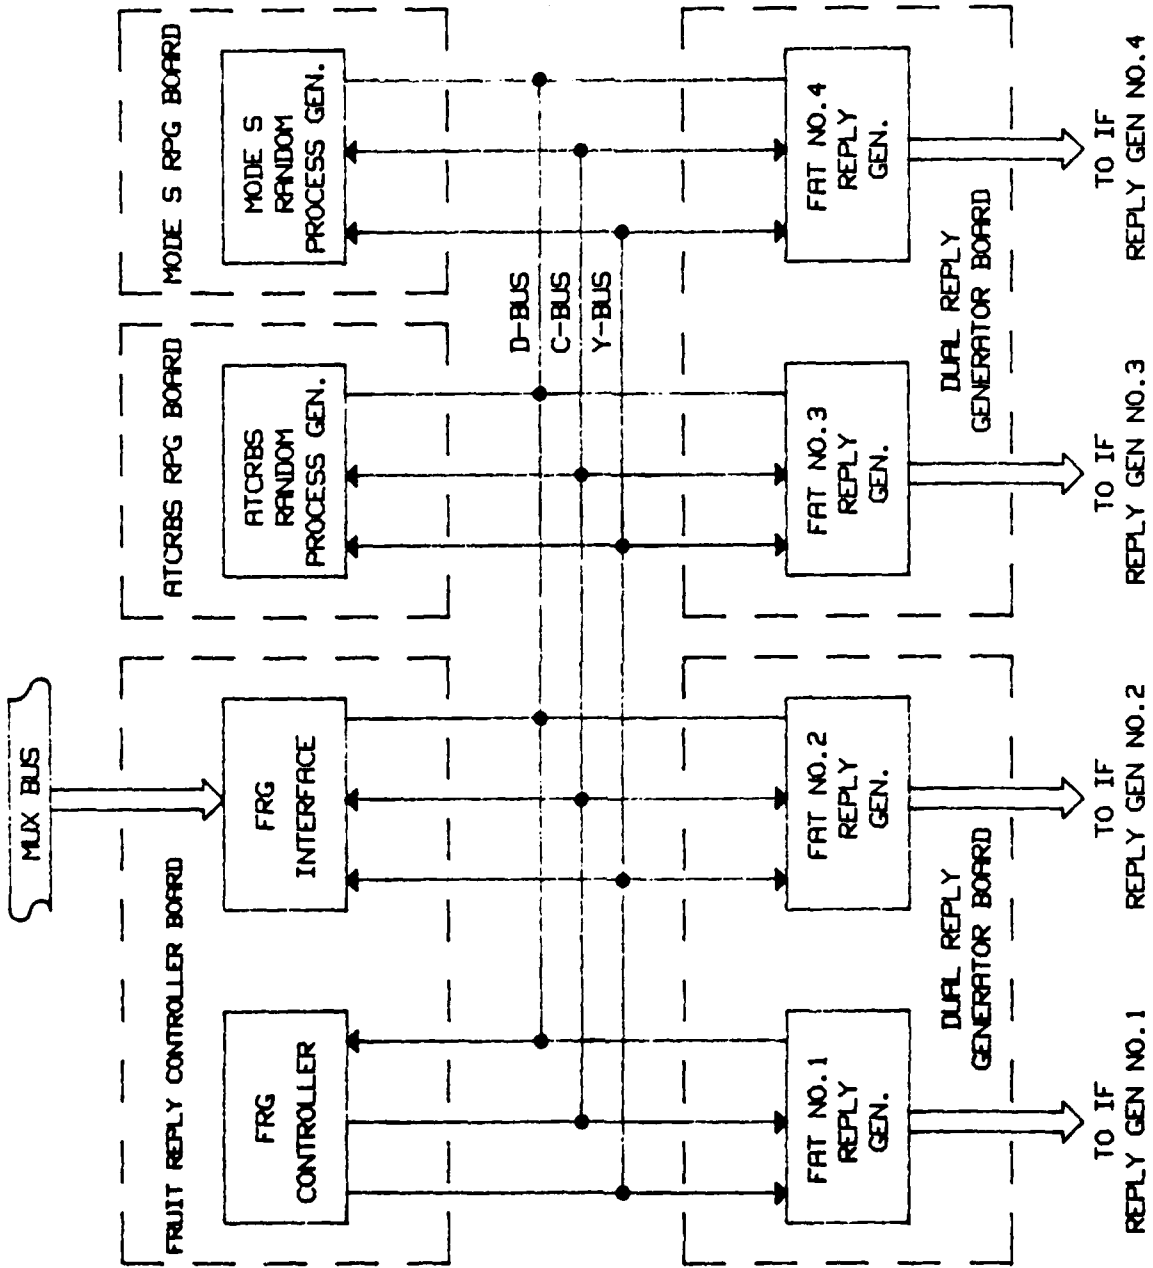 MUX BUS
FRUIT REPLY CONTROLLER BOARD
ATCRBS RPG BOARD
MODE S RPG BOARD
FRG
CONTROLLER
FRG
INTERFACE
ATCRBS
RANDOM
PROCESS GEN.
MODE S
RANDOM
PROCESS GEN.
D-BUS
C-BUS
Y-BUS
FAT NO.1
REPLY
GEN.
FAT NO.2
REPLY
GEN.
FAT NO.3
REPLY
GEN.
FAT NO.4
REPLY
GEN.
DUAL REPLY
GENERATOR BOARD
DUAL REPLY
GENERATOR BOARD
TO IF
REPLY GEN NO.1
TO IF
REPLY GEN NO.2
TO IF
REPLY GEN NO.3
TO IF
REPLY GEN NO.4